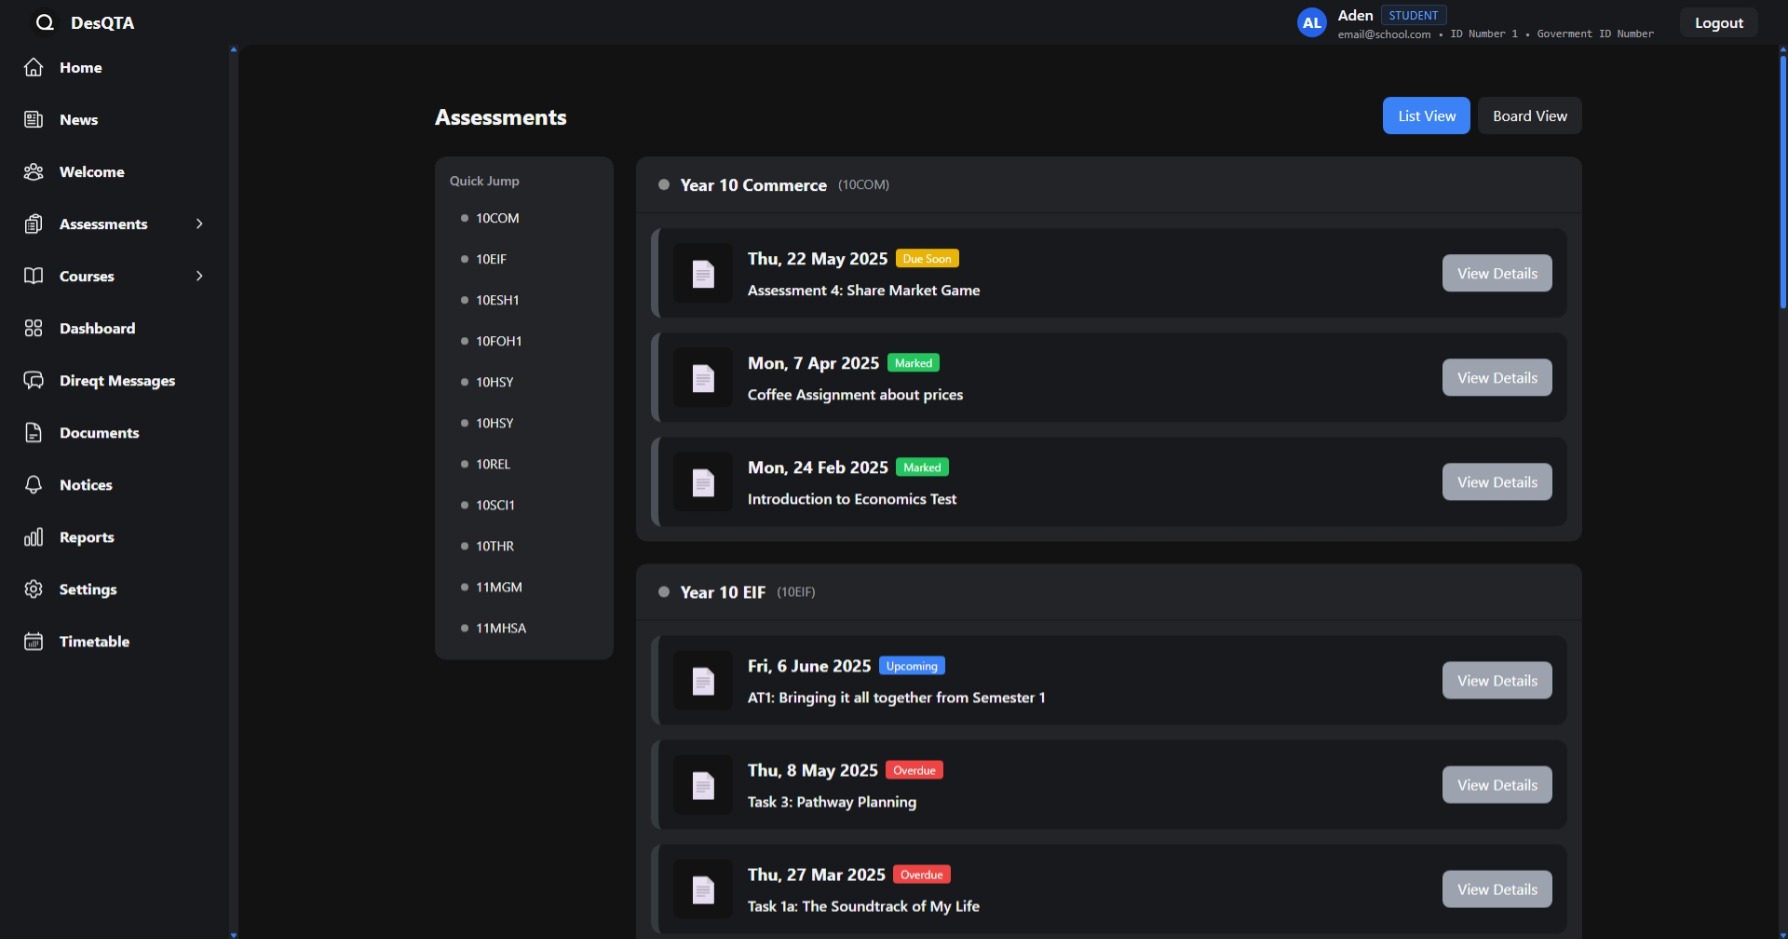 DesQTA
AL
Aden
STUDENT
email@school.com • ID Number 1 • Goverment ID Number
Logout
Home
News
Welcome
Assessments
Courses
Dashboard
Direqt Messages
Documents
Notices
Reports
Settings
Timetable
Assessments
List View
Board View
Quick Jump
10COM
10EIF
10ESH1
10FOH1
10HSY
10HSY
10REL
10SCI1
10THR
11MGM
11MHSA
Year 10 Commerce (10COM)
Thu, 22 May 2025 Due Soon
Assessment 4: Share Market Game
View Details
Mon, 7 Apr 2025 Marked
Coffee Assignment about prices
View Details
Mon, 24 Feb 2025 Marked
Introduction to Economics Test
View Details
Year 10 EIF (10EIF)
Fri, 6 June 2025 Upcoming
AT1: Bringing it all together from Semester 1
View Details
Thu, 8 May 2025 Overdue
Task 3: Pathway Planning
View Details
Thu, 27 Mar 2025 Overdue
Task 1a: The Soundtrack of My Life
View Details